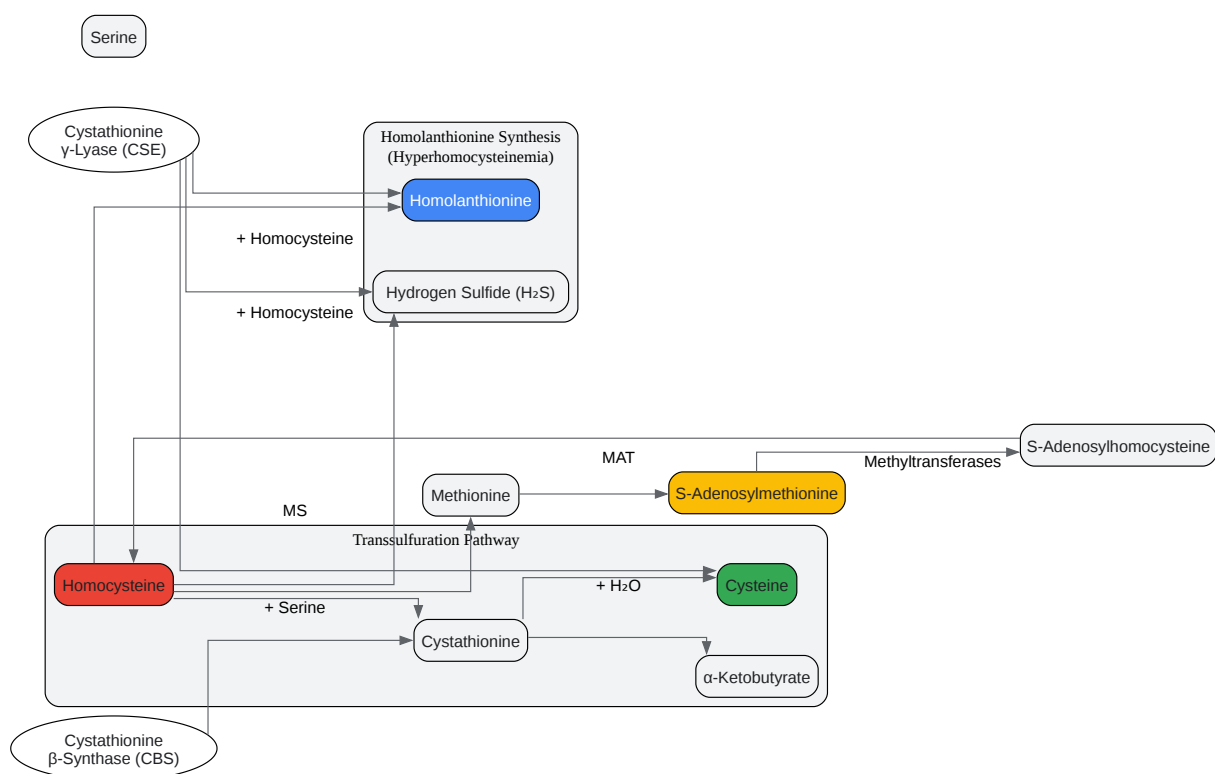 Serine
Cystathionine
γ-Lyase (CSE)
Homolanthionine Synthesis
(Hyperhomocysteinemia)
Homolanthionine
+ Homocysteine
Hydrogen Sulfide (H₂S)
+ Homocysteine
S-Adenosylhomocysteine
MAT
Methyltransferases
Methionine
S-Adenosylmethionine
MS
Transsulfuration Pathway
Homocysteine
+ H₂O
Cysteine
+ Serine
Cystathionine
α-Ketobutyrate
Cystathionine
β-Synthase (CBS)